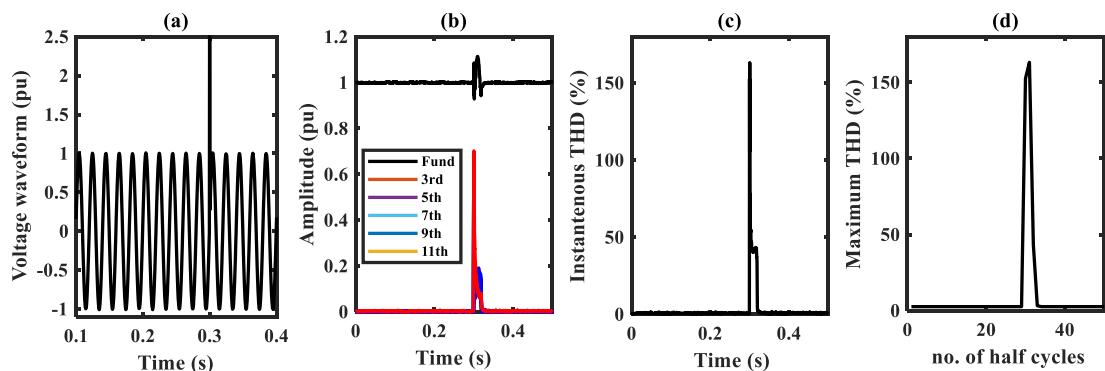 (a)
2.5
2
1.5
1
0.5
0
-0.5
-1
0.1
0.2
0.3
0.4
Voltage waveform (pu)
Time (s)
(b)
1.2
1
0.8
0.6
0.4
0.2
0
0
0.2
0.4
Amplitude (pu)
Time (s)
Fund
3rd
5th
7th
9th
11th
(c)
150
100
50
0
0
0.2
0.4
Instantenous THD (%)
Time (s)
(d)
150
100
50
0
0
20
40
Maximum THD (%)
no. of half cycles